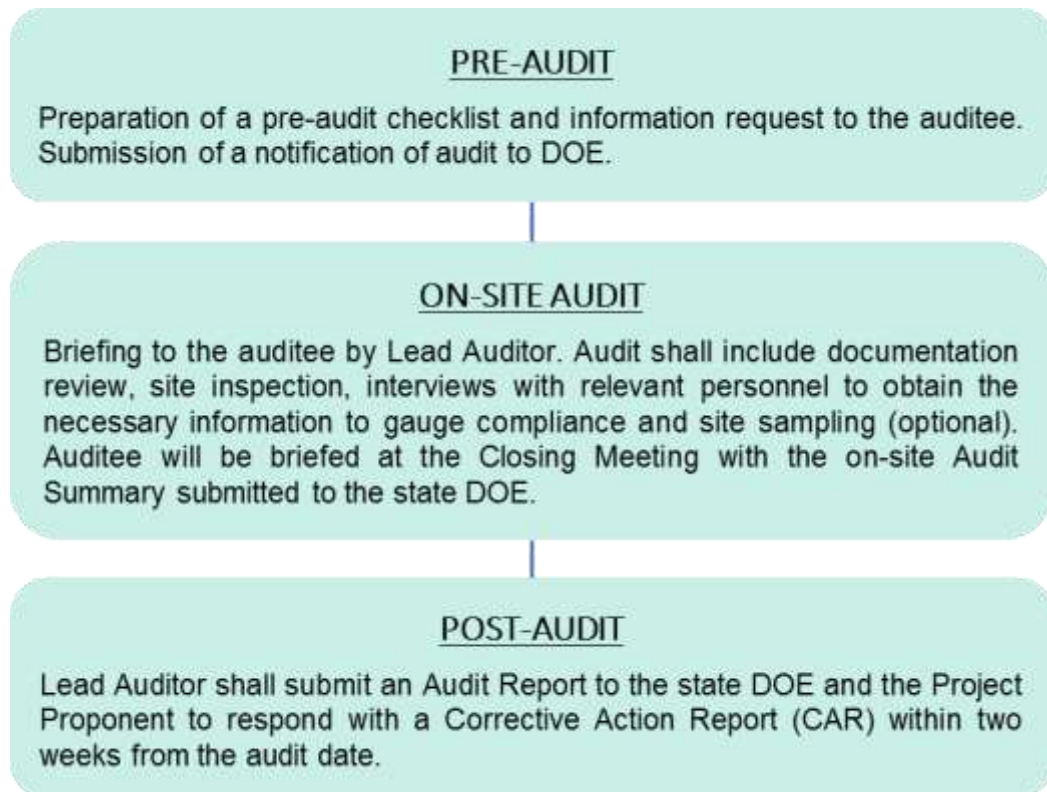 PRE-AUDIT
Preparation of a pre-audit checklist and information request to the auditee.
Submission of a notification of audit to DOE.
ON-SITE AUDIT
Briefing to the auditee by Lead Auditor. Audit shall include documentation
review, site inspection, interviews with relevant personnel to obtain the
necessary information to gauge compliance and site sampling (optional).
Auditee will be briefed at the Closing Meeting with the on-site Audit
Summary submitted to the state DOE.
POST-AUDIT
Lead Auditor shall submit an Audit Report to the state DOE and the Project
Proponent to respond with a Corrective Action Report (CAR) within two
weeks from the audit date.